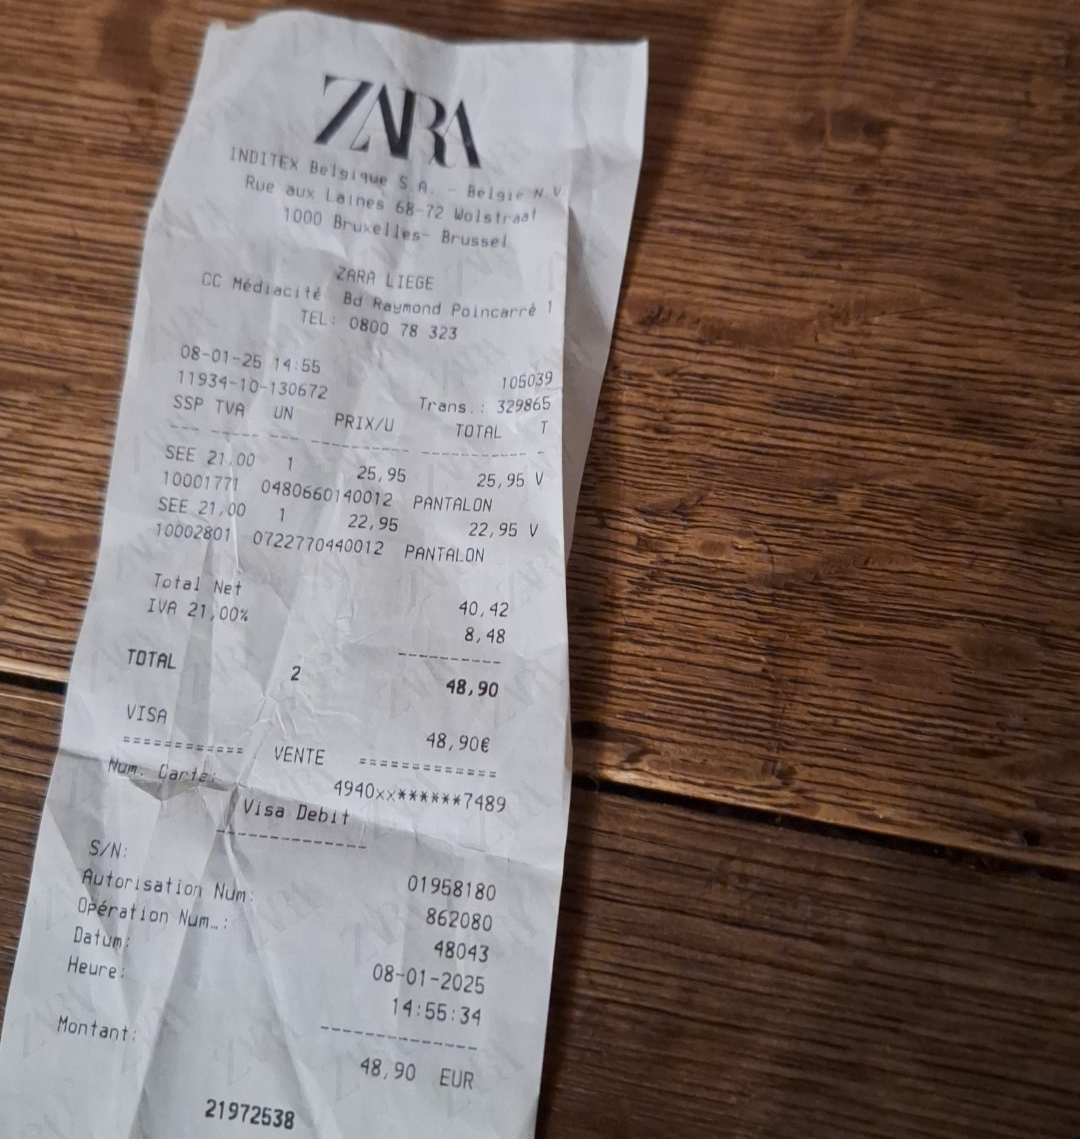 ZARA
INDITEX Belgique S.A. - Belgie N.V
Rue aux Laines 68-72 Wolstraat
1000 Bruxelles- Brussel
ZARA LIEGE
CC Médiacité Bd Raymond Poincarré 1
TEL: 0800 78 323
08-01-25 14:55 105039
11934-10-130672 Trans.: 329865
SSP TVA UN PRIX/U TOTAL T
SEE 21,00 1 25,95 25,95 V
10001771 0480660140012 PANTALON
SEE 21,00 1 22,95 22,95 V
10002801 0722770440012 PANTALON
Total Net 40,42
IVA 21,00% 8,48
TOTAL 2 48,90
VISA 48,90€
============ VENTE ============
Num. Carte: 4940xx******7489
Visa Debit
S/N: 01958180
Autorisation Num: 862080
Opération Num…: 48043
Datum: 08-01-2025
Heure: 14:55:34
Montant: 48,90 EUR
21972538